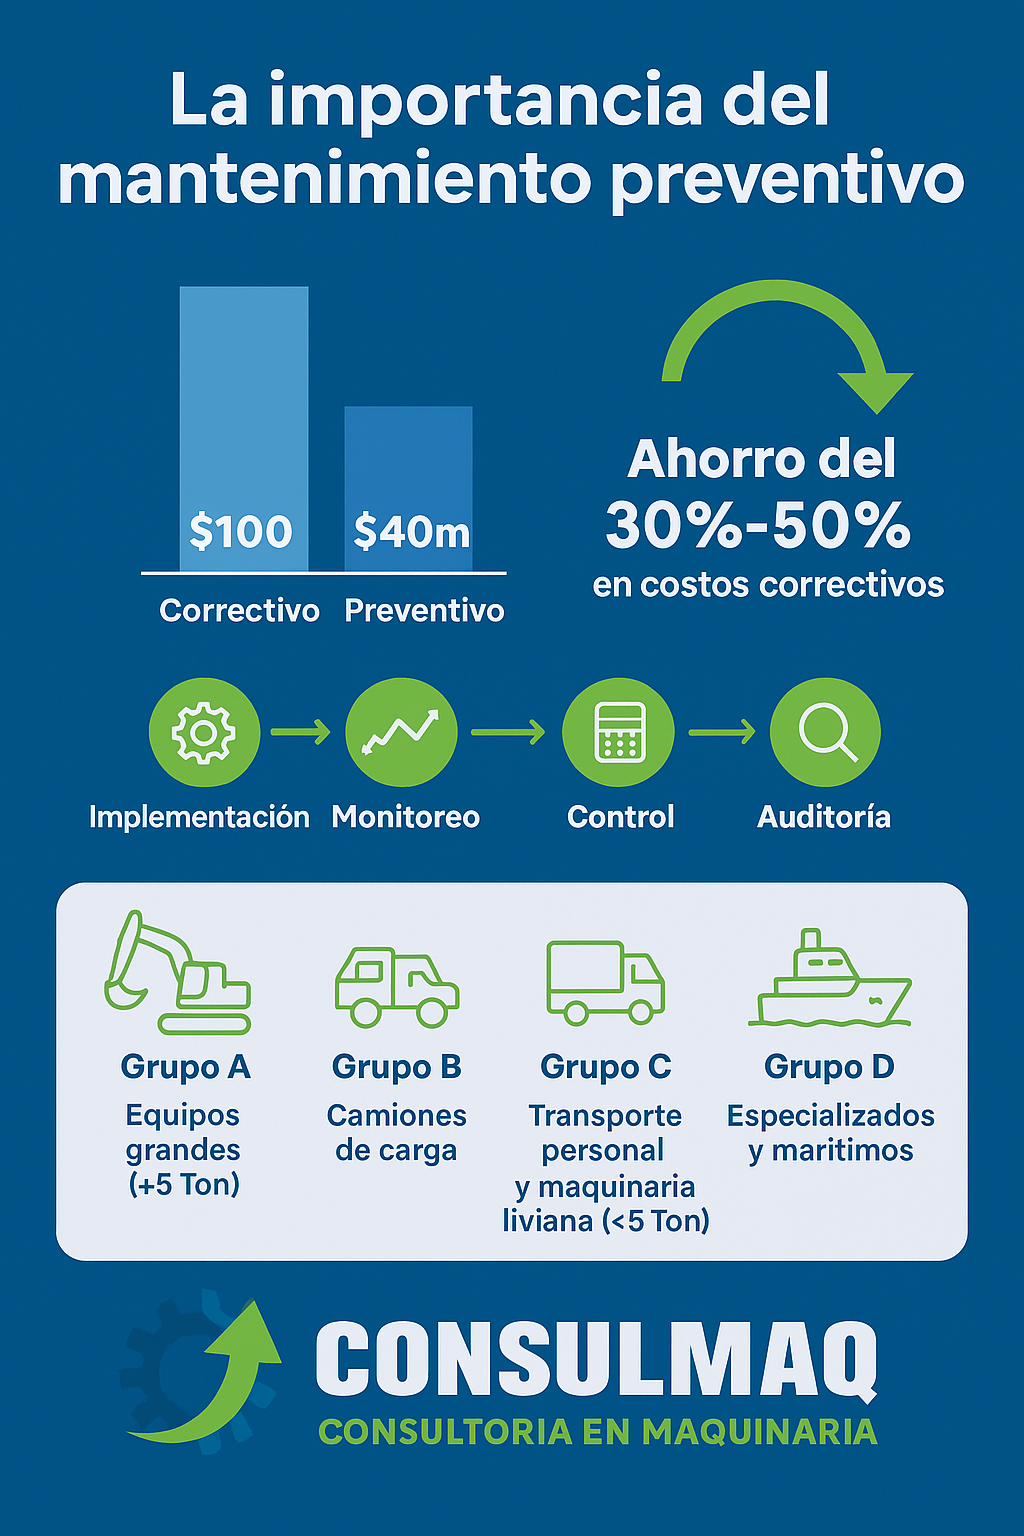 La importancia del
mantenimiento preventivo
$100
$40m
Correctivo
Preventivo
Ahorro del
30%-50%
en costos correctivos
Implementación
Monitoreo
Control
Auditoría
Grupo A
Equipos
grandes
(+5 Ton)
Grupo B
Camiones
de carga
Grupo C
Transporte
personal
y maquinaria
liviana (<5 Ton)
Grupo D
Especializados
y maritimos
CONSULMAQ
CONSULTORIA EN MAQUINARIA